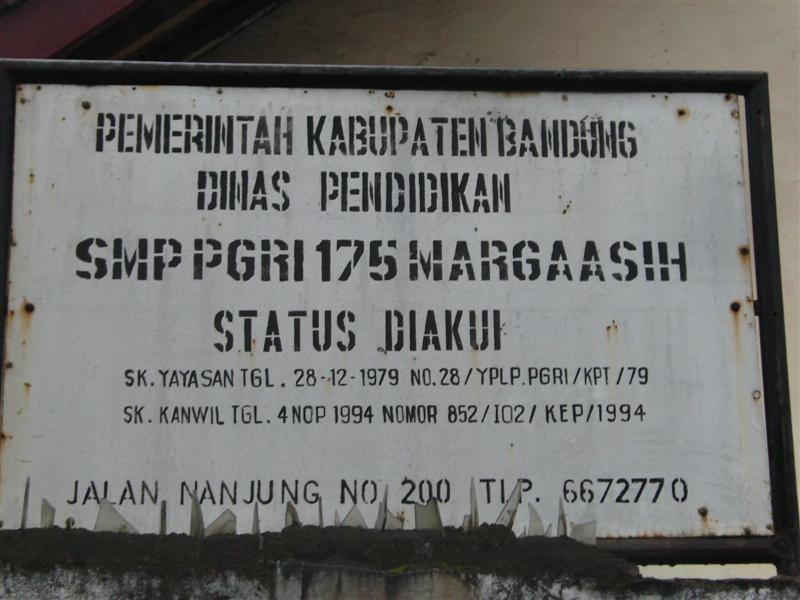 PEMERINTAH KABUPATEN BANDUNG
DINAS PENDIDIKAN
SMP PGRI 175 MARGAASIH
STATUS DIAKUI
SK. YAYASAN TGL. 28-12-1979 NO. 28/YPLP.PGRI/KPT/79
SK. KANWIL TGL. 4 NOP 1994 NOMOR 852/I02/KEP/1994
JALAN NANJUNG NO 200 TLP. 6672770